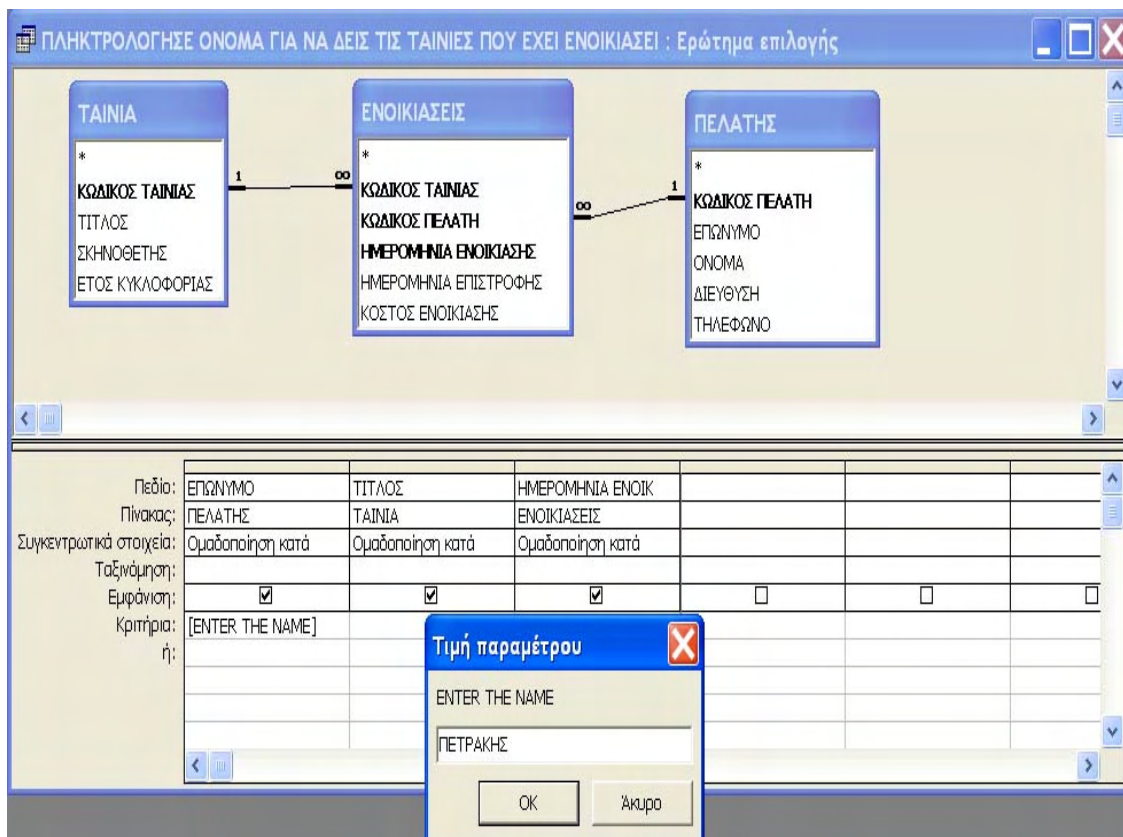 ΠΛΗΚΤΡΟΛΟΓΗΣΕ ΟΝΟΜΑ ΓΙΑ ΝΑ ΔΕΙΣ ΤΙΣ ΤΑΙΝΙΕΣ ΠΟΥ ΕΧΕΙ ΕΝΟΙΚΙΑΣΕΙ : Ερώτημα επιλογής
ΤΑΙΝΙΑ
*
ΚΩΔΙΚΟΣ ΤΑΙΝΙΑΣ
ΤΙΤΛΟΣ
ΣΚΗΝΟΘΕΤΗΣ
ΕΤΟΣ ΚΥΚΛΟΦΟΡΙΑΣ
1
∞
ΕΝΟΙΚΙΑΣΕΙΣ
*
ΚΩΔΙΚΟΣ ΤΑΙΝΙΑΣ
ΚΩΔΙΚΟΣ ΠΕΛΑΤΗ
ΗΜΕΡΟΜΗΝΙΑ ΕΝΟΙΚΙΑΣΗΣ
ΗΜΕΡΟΜΗΝΙΑ ΕΠΙΣΤΡΟΦΗΣ
ΚΟΣΤΟΣ ΕΝΟΙΚΙΑΣΗΣ
∞
1
ΠΕΛΑΤΗΣ
*
ΚΩΔΙΚΟΣ ΠΕΛΑΤΗ
ΕΠΩΝΥΜΟ
ΟΝΟΜΑ
ΔΙΕΥΘΥΣΗ
ΤΗΛΕΦΩΝΟ
Πεδίο: ΕΠΩΝΥΜΟ ΤΙΤΛΟΣ ΗΜΕΡΟΜΗΝΙΑ ΕΝΟΙΚ
Πίνακας: ΠΕΛΑΤΗΣ ΤΑΙΝΙΑ ΕΝΟΙΚΙΑΣΕΙΣ
Συγκεντρωτικά στοιχεία: Ομαδοποίηση κατά Ομαδοποίηση κατά Ομαδοποίηση κατά
Ταξινόμηση:
Εμφάνιση:
Κριτήρια: [ENTER THE NAME]
ή:
Τιμή παραμέτρου
ENTER THE NAME
ΠΕΤΡΑΚΗΣ
OK Άκυρο